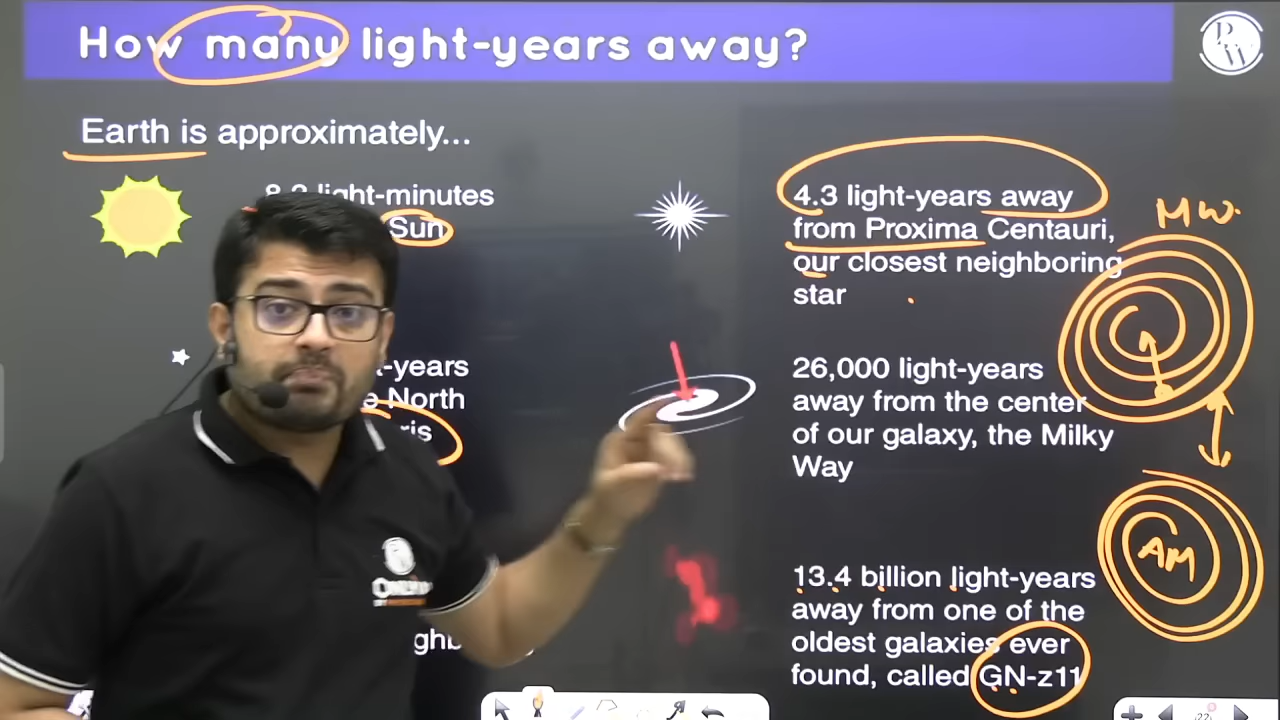 How many light-years away?
PW
Earth is approximately...
light-minutes
Sun
-years
North
ris
4.3 light-years away
from Proxima Centauri,
our closest neighboring
star
MW.
26,000 light-years
away from the center
of our galaxy, the Milky
Way
13.4 billion light-years
away from one of the
oldest galaxies ever
found, called GN-z11
AM
22